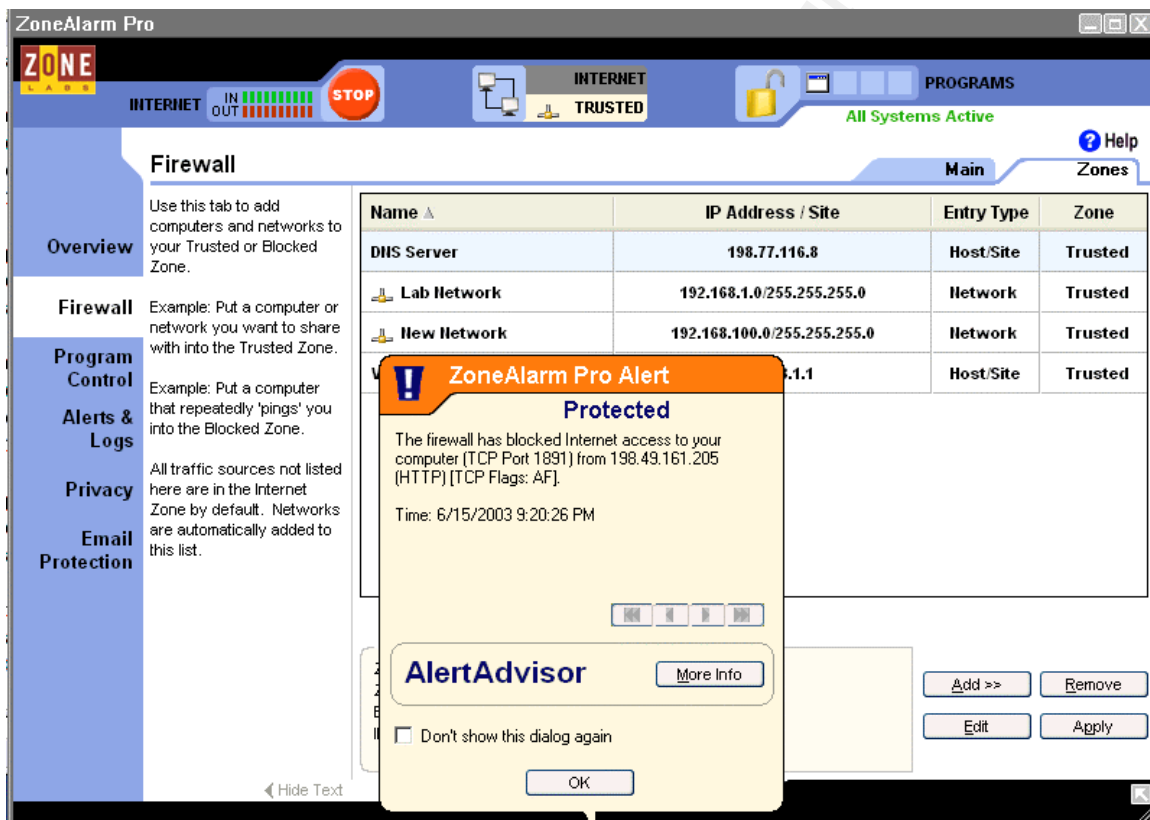 ZoneAlarm Pro
ZONE
LABS
INTERNET
IN
OUT
STOP
INTERNET
TRUSTED
PROGRAMS
All Systems Active
Help
Firewall
Main
Zones
Overview
Firewall
Program
Control
Alerts &
Logs
Privacy
Email
Protection
Use this tab to add
computers and networks to
your Trusted or Blocked
Zone.
Example: Put a computer or
network you want to share
with into the Trusted Zone.
Example: Put a computer
that repeatedly 'pings' you
into the Blocked Zone.
All traffic sources not listed
here are in the Internet
Zone by default. Networks
are automatically added to
this list.
Hide Text
Name IP Address / Site Entry Type Zone
DNS Server 198.77.116.8 Host/Site Trusted
Lab Network 192.168.1.0/255.255.255.0 Network Trusted
New Network 192.168.100.0/255.255.255.0 Network Trusted
Host/Site Trusted
ZoneAlarm Pro Alert
Protected
The firewall has blocked Internet access to your
computer (TCP Port 1891) from 198.49.161.205
(HTTP) [TCP Flags: AF].
Time: 6/15/2003 9:20:26 PM
AlertAdvisor
More Info
Don't show this dialog again
OK
Add >>
Remove
Edit
Apply